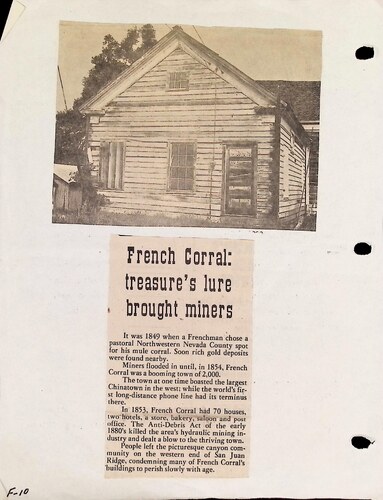 French Corral:
treasure's lure
brought miners
It was 1849 when a Frenchman chose a
pastoral Northwestern Nevada County spot
for his mule corral. Soon rich gold deposits
were found nearby.
Miners flooded in until, in 1854, French
Corral was a booming town of 2,000.
The town at one time boasted the largest
Chinatown in the west; while the world's fir-
st long-distance phone line had its terminus
there.
In 1853, French Corral had 70 houses,
two hotels, a store, bakery, saloon and post
office. The Anti-Debris Act of the early
1880's killed the area's hydraulic mining in-
dustry and dealt a blow to the thriving town.
People left the picturesque canyon com-
munity on the western end of San Juan
Ridge, condemning many of French Corral's
buildings to perish slowly with age.
F-10